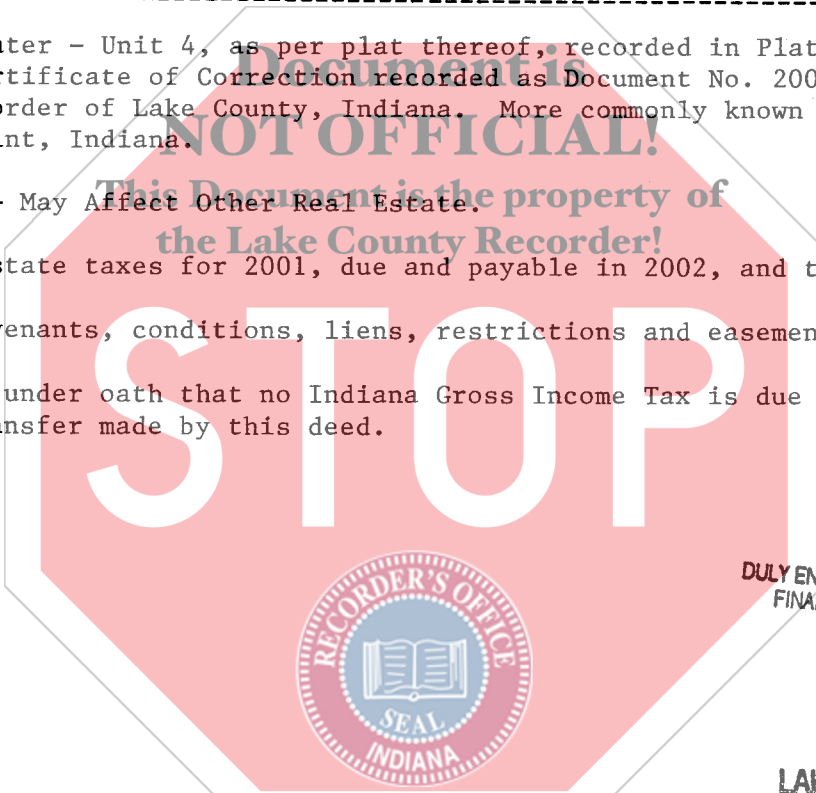 ater - Unit 4, as per plat thereof, recorded in Plat
Document is
rtificate of Correction recorded as Document No. 200
order of Lake County, Indiana. More commonly known
NOT OFFICIAL!
int, Indiana.
This Document is the property of
- May Affect Other Real Estate.
the Lake County Recorder!
state taxes for 2001, due and payable in 2002, and t
STOP
venants, conditions, liens, restrictions and easemen
under oath that no Indiana Gross Income Tax is due
ansfer made by this deed.
DULY EN
FINA
RECORDER'S OFFICE
SEAL
INDIANA
LAK